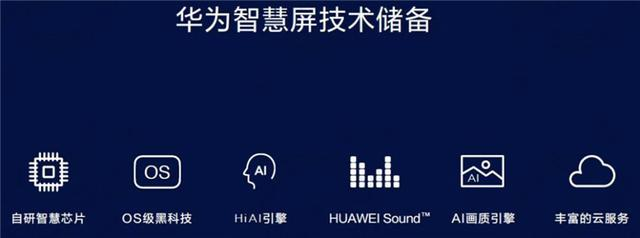 华为智慧屏技术储备
OS
AI
AI
自研智慧芯片
OS级黑科技
HiAI引擎
HUAWEI Sound™
AI画质引擎
丰富的云服务